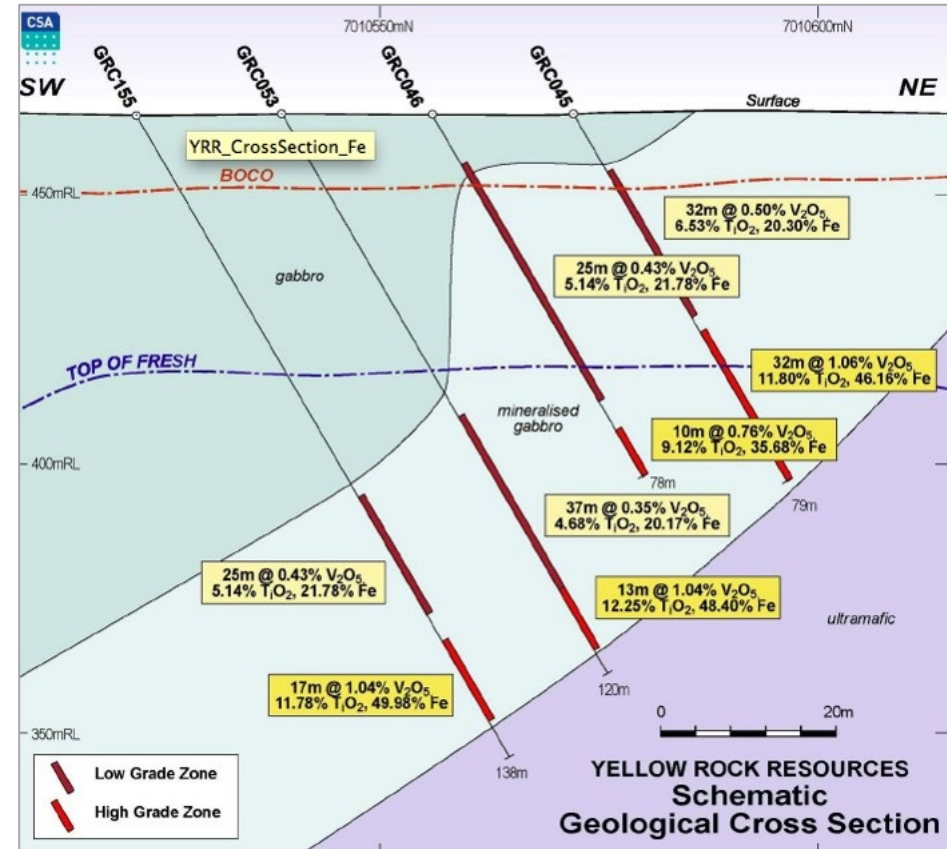 CSA
7010550mN
7010600mN
SW
GRC155
GRC053
GRC046
GRC045
NE
Surface
YRR_CrossSection_Fe
BOCO
450mRL
32m @ 0.50% V₂O₅,
6.53% TᵢO₂, 20.30% Fe
25m @ 0.43% V₂O₅,
5.14% TᵢO₂, 21.78% Fe
gabbro
TOP OF FRESH
32m @ 1.06% V₂O₅,
11.80% TᵢO₂, 46.16% Fe
mineralised
gabbro
10m @ 0.76% V₂O₅,
9.12% TᵢO₂, 35.68% Fe
400mRL
78m
79m
37m @ 0.35% V₂O₅,
4.68% TᵢO₂, 20.17% Fe
25m @ 0.43% V₂O₅,
5.14% TᵢO₂, 21.78% Fe
13m @ 1.04% V₂O₅,
12.25% TᵢO₂, 48.40% Fe
ultramafic
120m
17m @ 1.04% V₂O₅,
11.78% TᵢO₂, 49.98% Fe
0
20m
350mRL
138m
Low Grade Zone
High Grade Zone
YELLOW ROCK RESOURCES
Schematic
Geological Cross Section